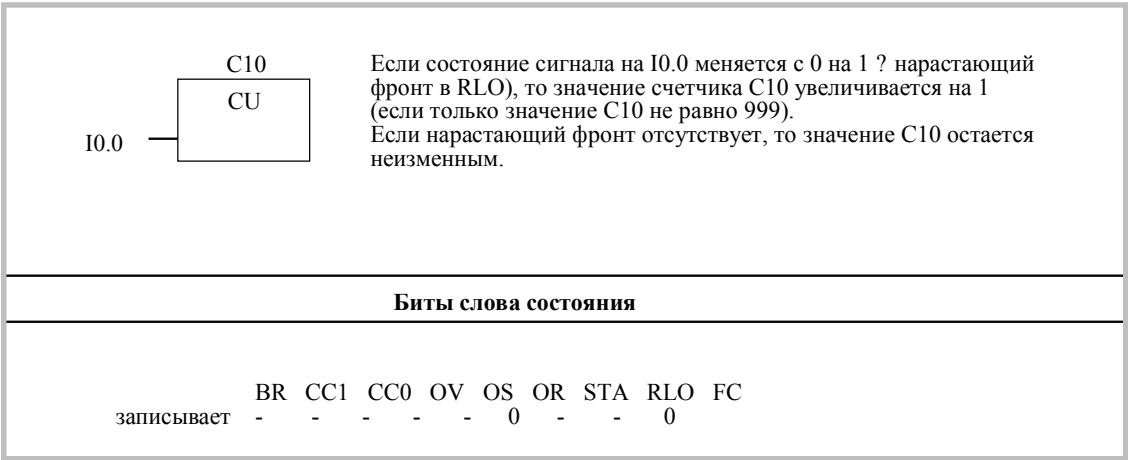 C10
CU
I0.0
Если состояние сигнала на I0.0 меняется с 0 на 1 ? нарастающий
фронт в RLO), то значение счетчика C10 увеличивается на 1
(если только значение C10 не равно 999).
Если нарастающий фронт отсутствует, то значение C10 остается
неизменным.
Биты слова состояния
BR CC1 CC0 OV OS OR STA RLO FC
записывает - - - - - 0 - - 0